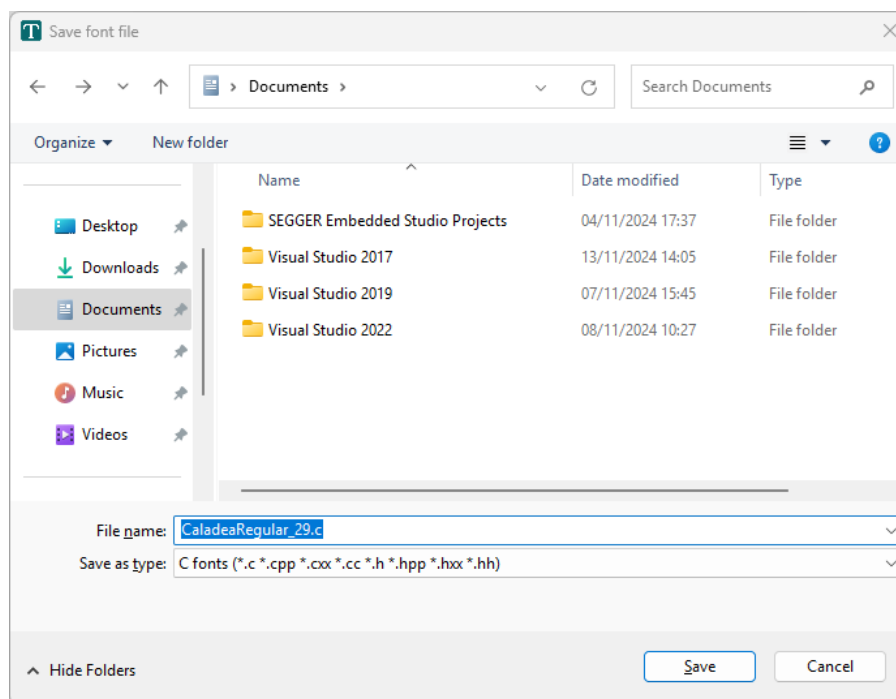 T Save font file
Documents
Search Documents
Organize New folder ?
Name Date modified Type
Desktop
Downloads
Documents
Pictures
Music
Videos
SEGGER Embedded Studio Projects 04/11/2024 17:37 File folder
Visual Studio 2017 13/11/2024 14:05 File folder
Visual Studio 2019 07/11/2024 15:45 File folder
Visual Studio 2022 08/11/2024 10:27 File folder
File name: CaladeaRegular_29.c
Save as type: C fonts (*.c *.cpp *.cxx *.cc *.h *.hpp *.hxx *.hh)
Hide Folders Save Cancel